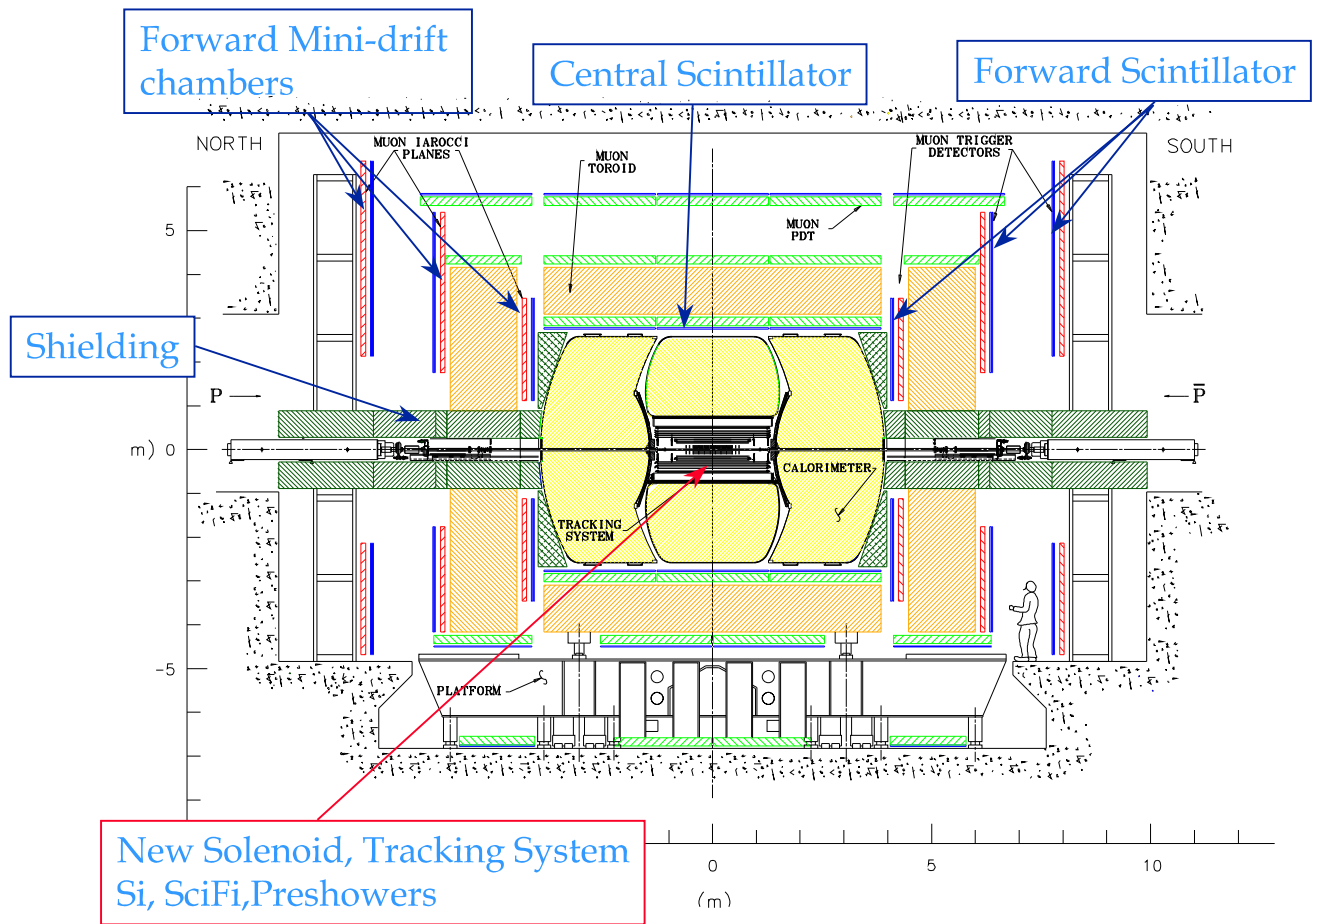 Forward Mini-drift
chambers
Central Scintillator
Forward Scintillator
NORTH
MUON IAROCCI
PLANES
MUON
TOROID
MUON TRIGGER
DETECTORS
SOUTH
5
MUON
PDT
Shielding
P
P̅
m) 0
CALORIMETER
TRACKING
SYSTEM
-5
PLATFORM
New Solenoid, Tracking System
Si, SciFi,Preshowers
0
5
10
(m)